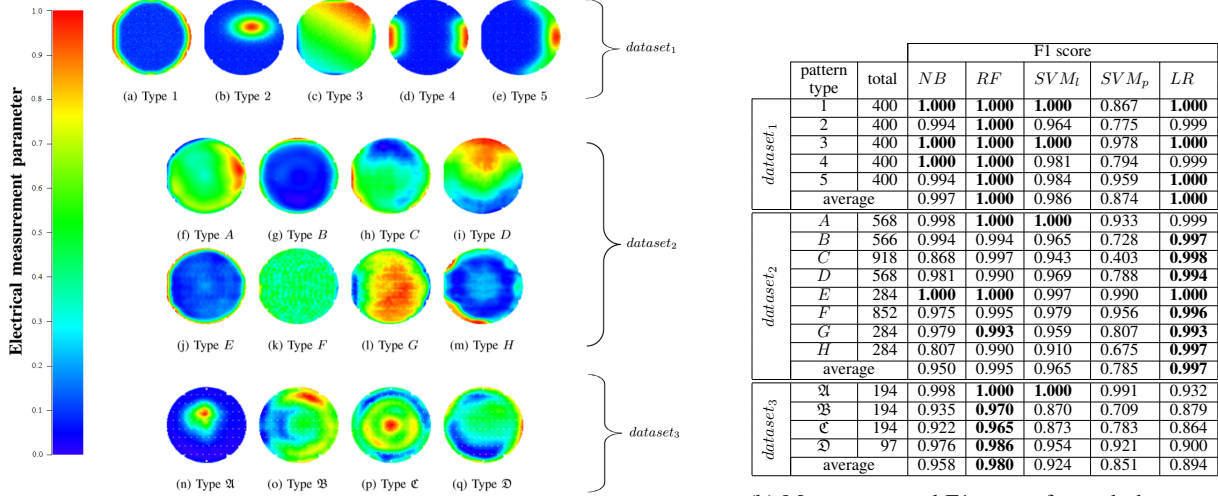 Electrical measurement parameter
1.0
0.9
0.8
0.7
0.6
0.5
0.4
0.3
0.2
0.1
0.0
(a) Type 1 (b) Type 2 (c) Type 3 (d) Type 4 (e) Type 5
dataset₁
(f) Type A (g) Type B (h) Type C (i) Type D
dataset₂
(j) Type E (k) Type F (l) Type G (m) Type H
(n) Type 𝔄 (o) Type 𝔅 (p) Type ℭ (q) Type 𝔇
dataset₃
F1 score
pattern type total NB RF SVMₗ SVMₚ LR
dataset₁
1 400 1.000 1.000 1.000 0.867 1.000
2 400 0.994 1.000 0.964 0.775 0.999
3 400 1.000 1.000 1.000 0.978 1.000
4 400 1.000 1.000 0.981 0.794 0.999
5 400 0.994 1.000 0.984 0.959 1.000
average 0.997 1.000 0.986 0.874 1.000
dataset₂
A 568 0.998 1.000 1.000 0.933 0.999
B 566 0.994 0.994 0.965 0.728 0.997
C 918 0.868 0.997 0.943 0.403 0.998
D 568 0.981 0.990 0.969 0.788 0.994
E 284 1.000 1.000 0.997 0.990 1.000
F 852 0.975 0.995 0.979 0.956 0.996
G 284 0.979 0.993 0.959 0.807 0.993
H 284 0.807 0.990 0.910 0.675 0.997
average 0.950 0.995 0.965 0.785 0.997
dataset₃
𝔄 194 0.998 1.000 1.000 0.991 0.932
𝔅 194 0.935 0.970 0.870 0.709 0.879
ℭ 194 0.922 0.965 0.873 0.783 0.864
𝔇 97 0.976 0.986 0.954 0.921 0.900
average 0.958 0.980 0.924 0.851 0.894